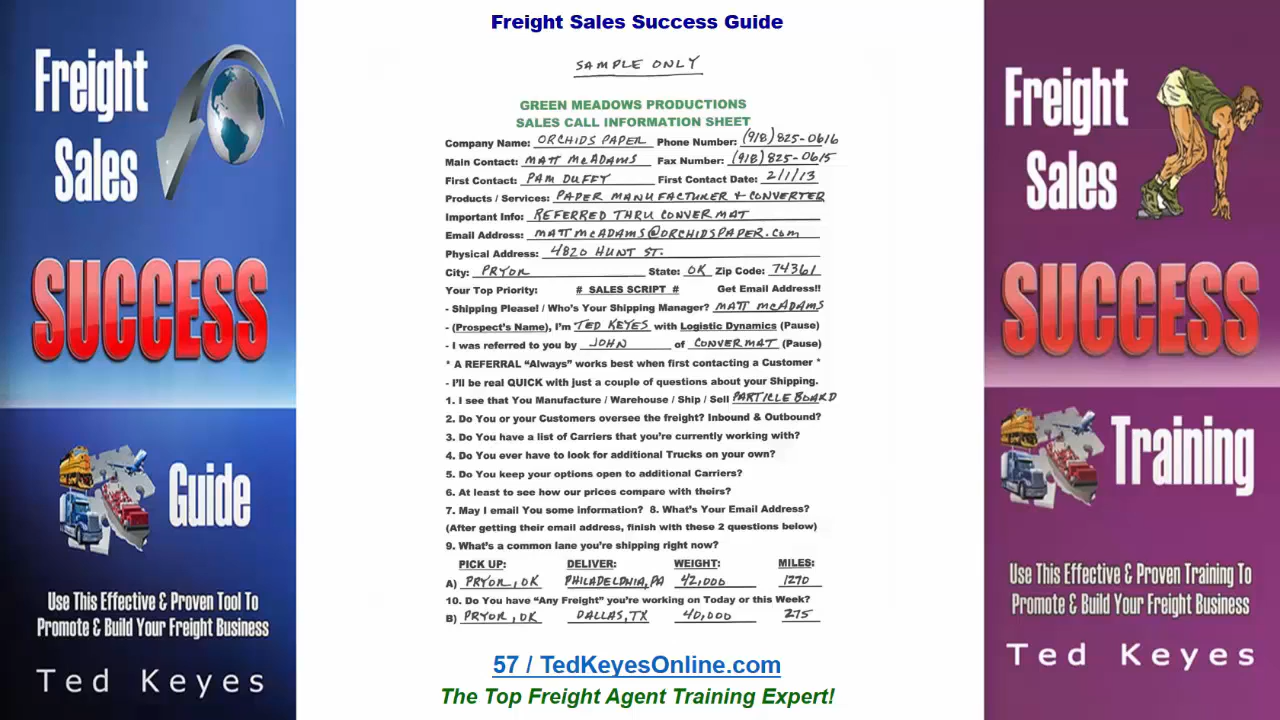 Freight Sales Success Guide
Freight
Sales
SUCCESS
Guide
Use This Effective & Proven Tool To
Promote & Build Your Freight Business
Ted Keyes
SAMPLE ONLY
GREEN MEADOWS PRODUCTIONS
SALES CALL INFORMATION SHEET
Company Name: ORCHIDS PAPER Phone Number: (918) 825-0616
Main Contact: MATT McADAMS Fax Number: (918) 825-0615
First Contact: PAM DUFFY First Contact Date: 2/1/13
Products / Services: PAPER MANUFACTURER + CONVERTER
Important Info: REFERRED THRU CONVERMAT
Email Address: MATTMcADAMS@ORCHIDSPAPER.COM
Physical Address: 4820 HUNT ST.
City: PRYOR State: OK Zip Code: 74361
Your Top Priority: # SALES SCRIPT # Get Email Address!!
- Shipping Please! / Who's Your Shipping Manager? MATT McADAMS
- (Prospect's Name), I'm TED KEYES with Logistic Dynamics (Pause)
- I was referred to you by JOHN of CONVERMAT (Pause)
* A REFERRAL “Always” works best when first contacting a Customer *
- I'll be real QUICK with just a couple of questions about your Shipping.
1. I see that You Manufacture / Warehouse / Ship / Sell PARTICLE BOARD
2. Do You or your Customers oversee the freight? Inbound & Outbound?
3. Do You have a list of Carriers that you're currently working with?
4. Do You ever have to look for additional Trucks on your own?
5. Do You keep your options open to additional Carriers?
6. At least to see how our prices compare with theirs?
7. May I email You some information? 8. What's Your Email Address?
(After getting their email address, finish with these 2 questions below)
9. What's a common lane you're shipping right now?
PICK UP: DELIVER: WEIGHT: MILES:
A) PRYOR, OK PHILADELPHIA, PA 42,000 1270
10. Do You have “Any Freight” you're working on Today or this Week?
B) PRYOR, OK DALLAS, TX 40,000 275
57 / TedKeyesOnline.com
The Top Freight Agent Training Expert!
Freight
Sales
SUCCESS
Training
Use This Effective & Proven Training To
Promote & Build Your Freight Business
Ted Keyes